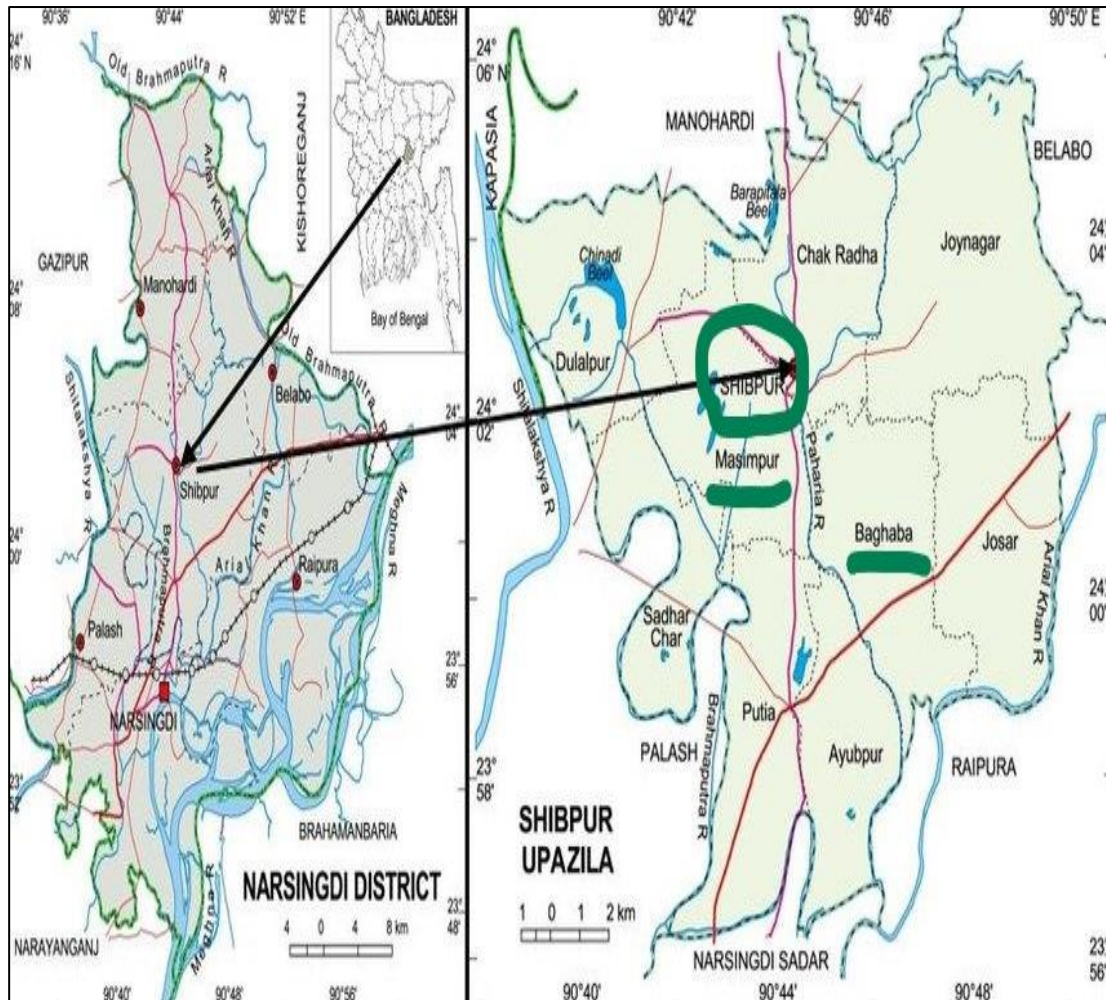 90°36'
90°44'
90°52' E
BANGLADESH
24°
16' N
Old Brahmaputra R
Arial Khan R
KISHOREGANJ
GAZIPUR
Bay of Bengal
Manohardi
24°
08'
Old Brahmaputra R
Belabo
Shitalakshya R
24°
04'
Shibpur
24°
00'
Brahmaputra
Arial Khan R
Meghna R
Raipura
Palash
23°
56'
NARSINGDI
23°
52'
BRAHAMANBARIA
NARSINGDI DISTRICT
Meghna R
4 0 4 8 km
23°
48'
NARAYANGANJ
90°40'
90°48'
90°56'
90°42'
90°46'
90°50' E
24°
06' N
MANOHARDI
KAPASIA
BELABO
Barapitala
Beel
24°
04'
Chak Radha
Joynagar
Chinadi
Beel
Dulalpur
SHIBPUR
24°
02'
Shitalakshya R
Masimpur
Paharia R
Baghaba
Josar
Arial Khan R
24°
00'
Sadhar
Char
Putia
Brahmaputra R
PALASH
Ayubpur
RAIPURA
23°
58'
SHIBPUR
UPAZILA
1 0 1 2 km
NARSINGDI SADAR
23°
56'
90°40'
90°44'
90°48'